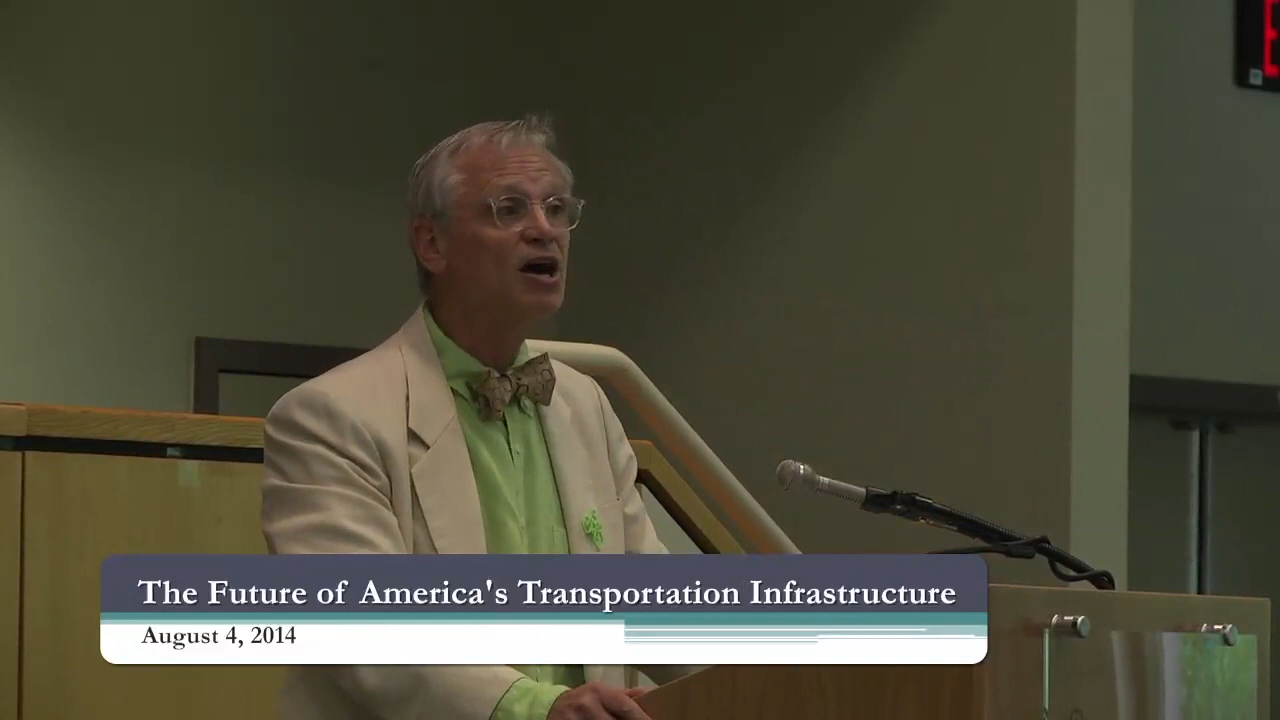 The Future of America's Transportation Infrastructure
August 4, 2014